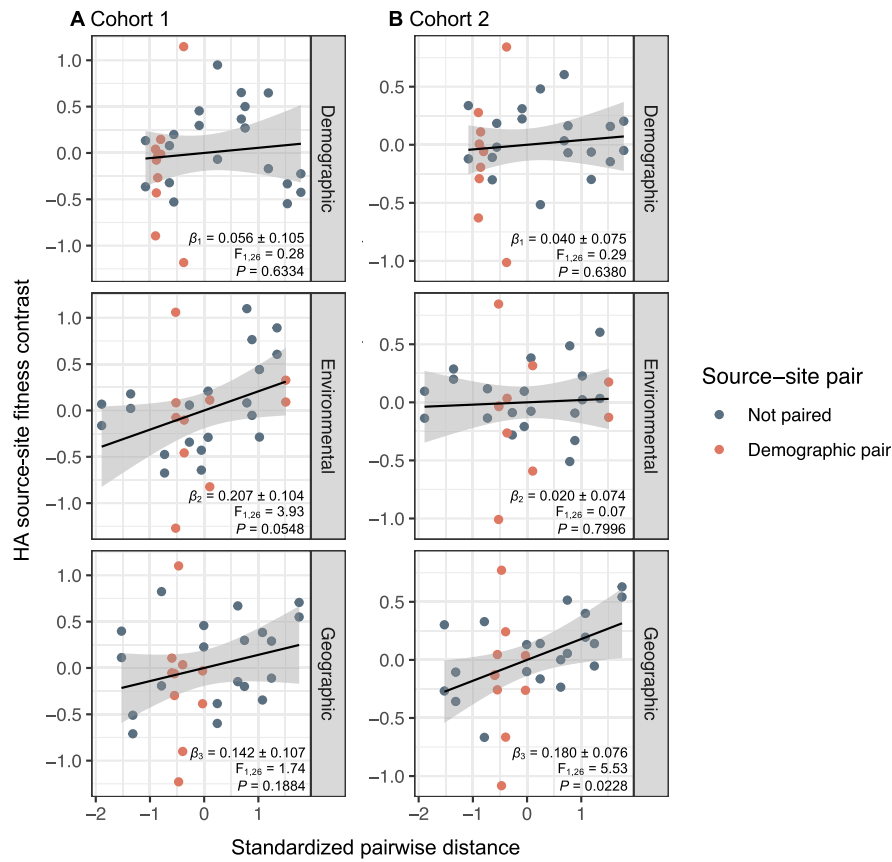 A Cohort 1
B Cohort 2
HA source–site fitness contrast
1.0
0.5
0.0
−0.5
−1.0
Demographic
β1 = 0.056 ± 0.105
F1,26 = 0.28
P = 0.6334
0.5
0.0
−0.5
−1.0
Demographic
β1 = 0.040 ± 0.075
F1,26 = 0.29
P = 0.6380
1.0
0.5
0.0
−0.5
−1.0
Environmental
β2 = 0.207 ± 0.104
F1,26 = 3.93
P = 0.0548
0.5
0.0
−0.5
−1.0
Environmental
β2 = 0.020 ± 0.074
F1,26 = 0.07
P = 0.7996
1.0
0.5
0.0
−0.5
−1.0
Geographic
β3 = 0.142 ± 0.107
F1,26 = 1.74
P = 0.1884
0.5
0.0
−0.5
−1.0
Geographic
β3 = 0.180 ± 0.076
F1,26 = 5.53
P = 0.0228
−2 −1 0 1
−2 −1 0 1
Standardized pairwise distance
Source–site pair
Not paired
Demographic pair